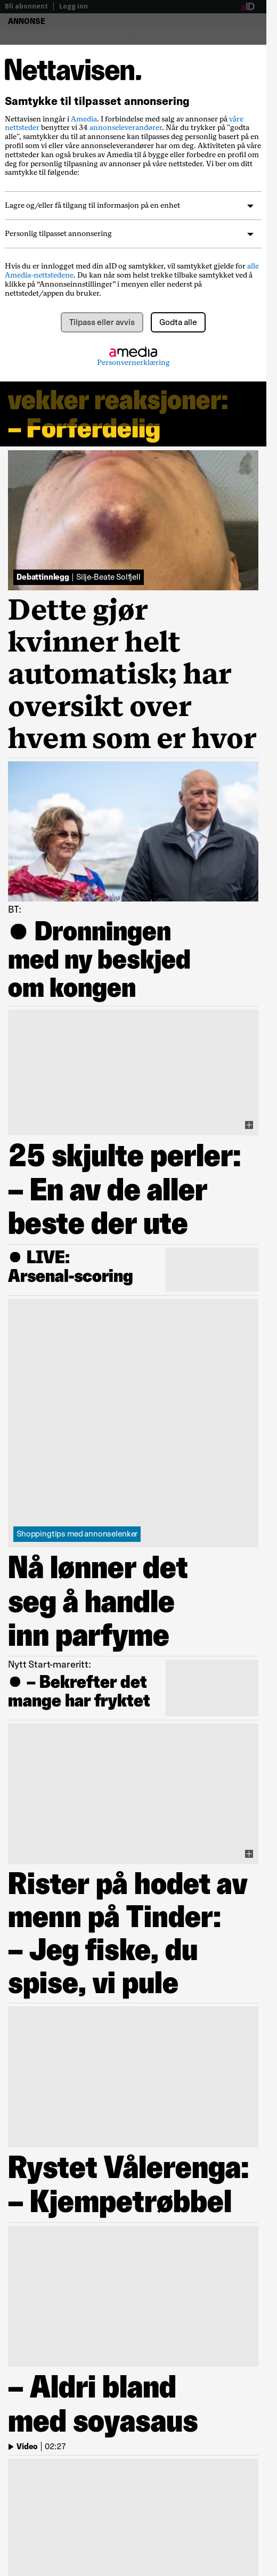 Bli abonnent | Logg inn
aID
ANNONSE
Nettavisen.
Samtykke til tilpasset annonsering
Nettavisen inngår i Amedia. I forbindelse med salg av annonser på våre
nettsteder benytter vi 34 annonseleverandører. Når du trykker på "godta
alle", samtykker du til at annonsene kan tilpasses deg personlig basert på en
profil som vi eller våre annonseleverandører har om deg. Aktiviteten på våre
nettsteder kan også brukes av Amedia til å bygge eller forbedre en profil om
deg for personlig tilpasning av annonser på våre nettsteder. Vi ber om ditt
samtykke til følgende:
Lagre og/eller få tilgang til informasjon på en enhet
Personlig tilpasset annonsering
Hvis du er innlogget med din aID og samtykker, vil samtykket gjelde for alle
Amedia-nettstedene. Du kan når som helst trekke tilbake samtykket ved å
klikke på “Annonseinnstillinger” i menyen eller nederst på
nettstedet/appen du bruker.
Tilpass eller avvis
Godta alle
amedia
Personvernerklæring
vekker reaksjoner:
– Forferdelig
Debattinnlegg | Silje-Beate Solfjell
Dette gjør
kvinner helt
automatisk; har
oversikt over
hvem som er hvor
BT:
● Dronningen
med ny beskjed
om kongen
25 skjulte perler:
– En av de aller
beste der ute
● LIVE:
Arsenal-scoring
Shoppingtips med annonselenker
Nå lønner det
seg å handle
inn parfyme
Nytt Start-mareritt:
● – Bekrefter det
mange har fryktet
Rister på hodet av
menn på Tinder:
– Jeg fiske, du
spise, vi pule
Rystet Vålerenga:
– Kjempetrøbbel
– Aldri bland
med soyasaus
Video | 02:27